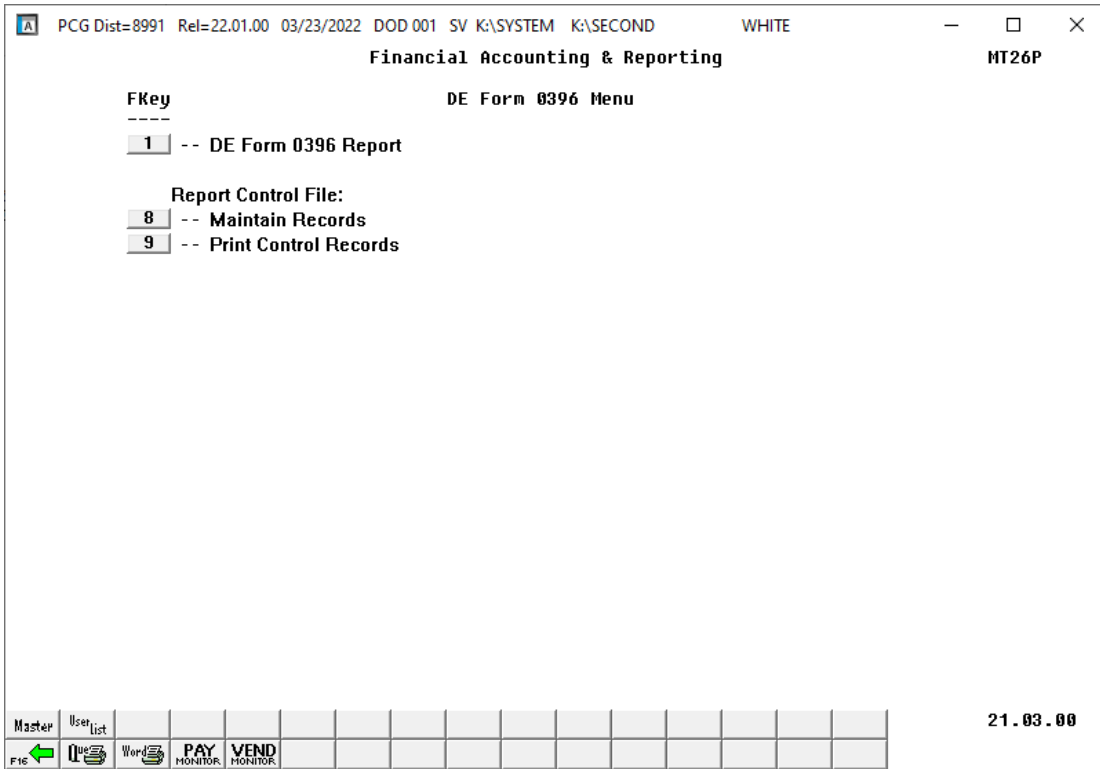 PCG Dist=8991 Rel=22.01.00 03/23/2022 DOD 001 SV K:\SYSTEM K:\SECOND WHITE
Financial Accounting & Reporting MT26P
FKey DE Form 0396 Menu
----
1 -- DE Form 0396 Report
Report Control File:
8 -- Maintain Records
9 -- Print Control Records
Master User List 21.03.00
F16 Que Word PAY MONITOR VEND MONITOR